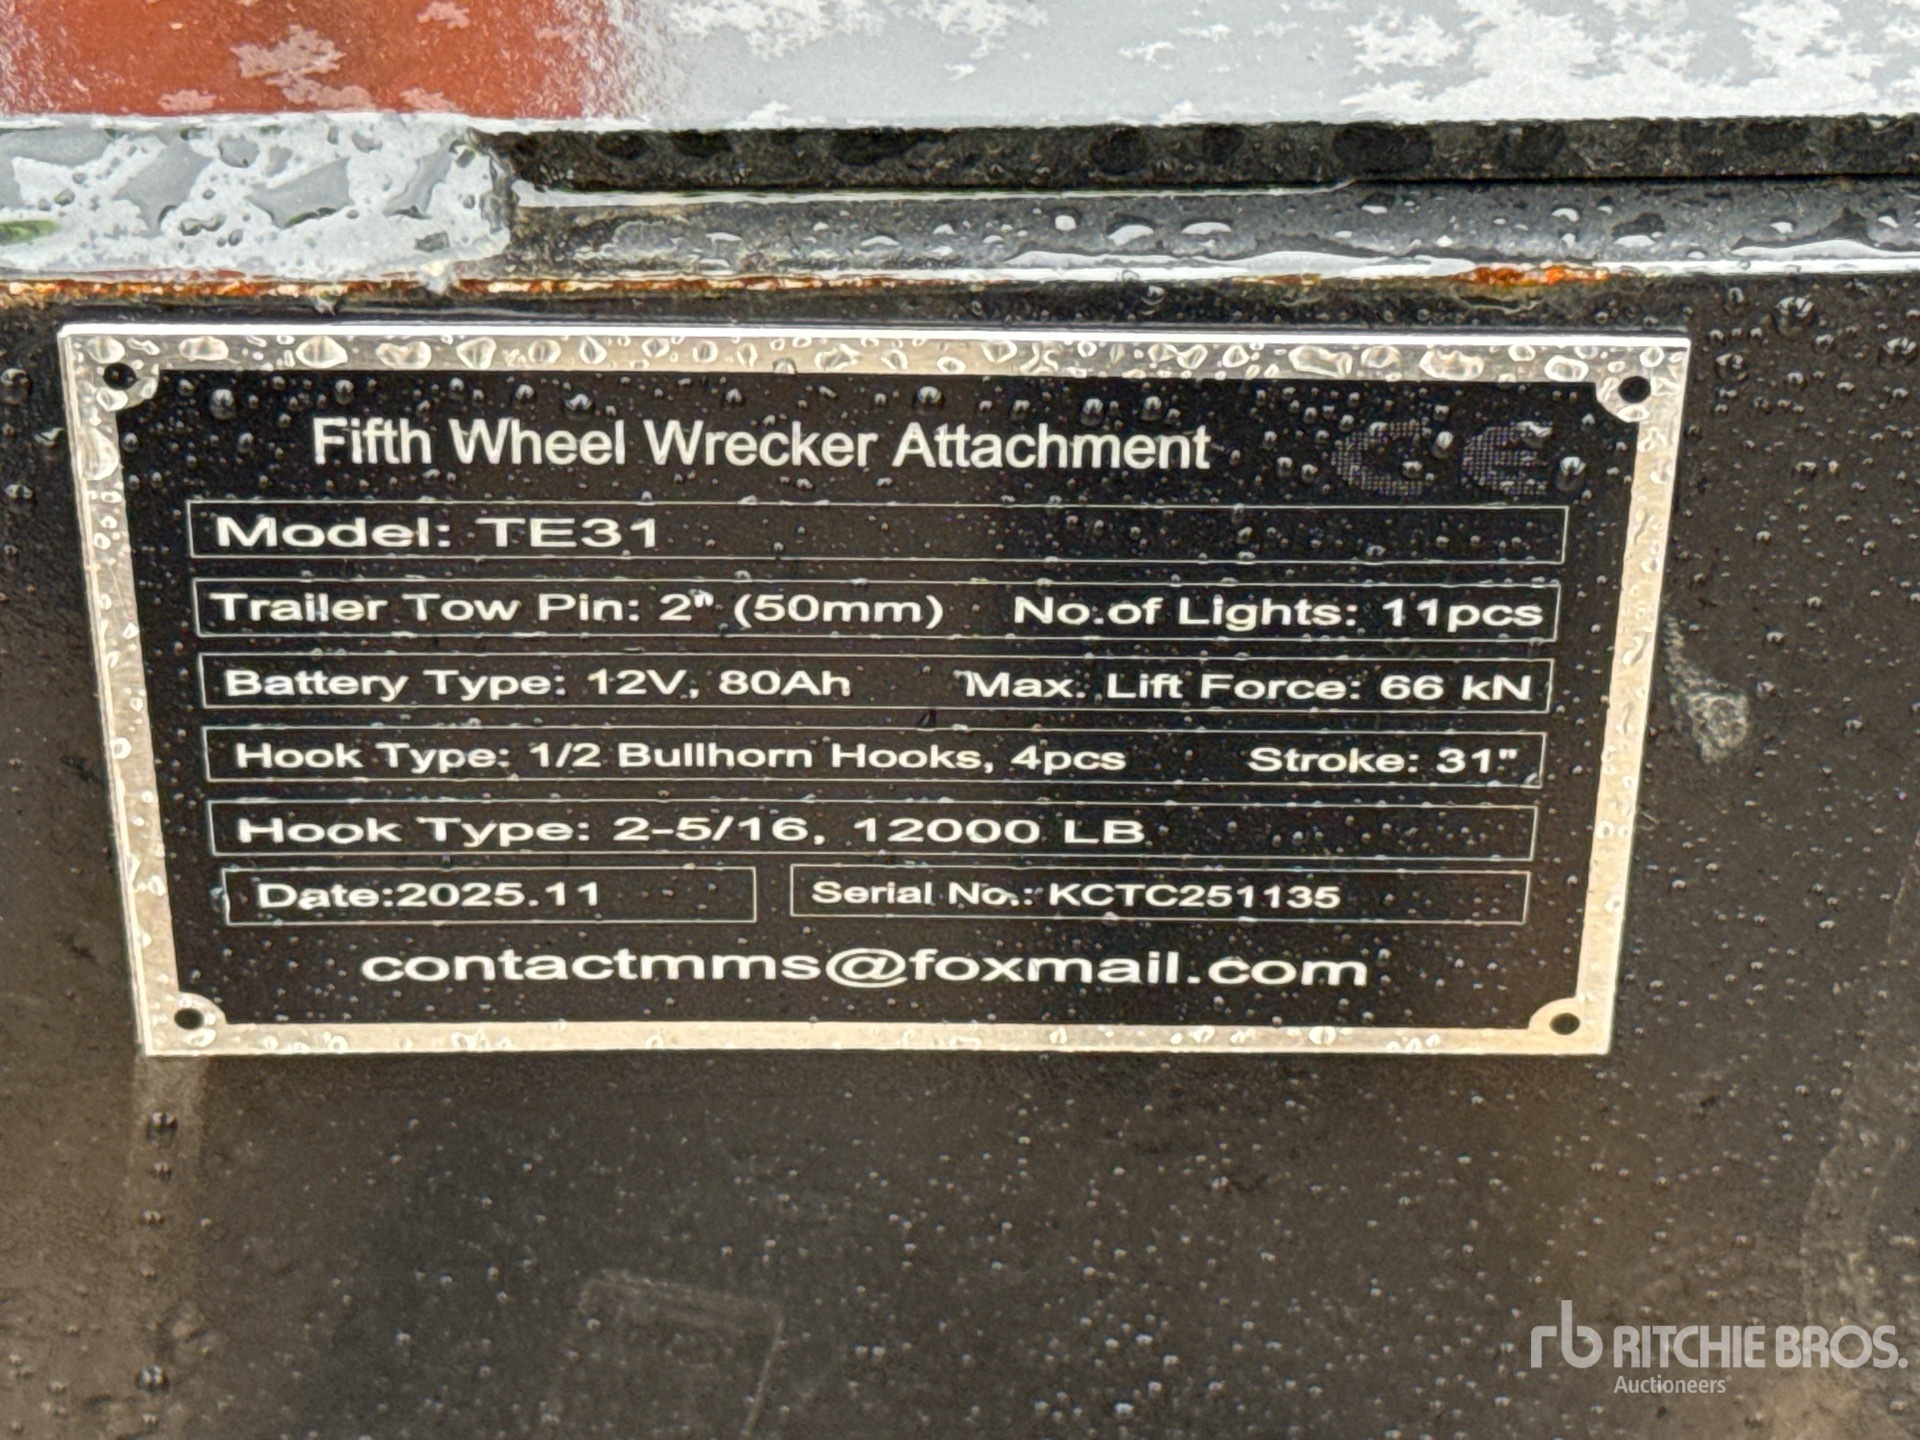 Fifth Wheel Wrecker Attachment CE
Model: TE31
Trailer Tow Pin: 2" (50mm) No.of Lights: 11pcs
Battery Type: 12V, 80Ah Max. Lift Force: 66 kN
Hook Type: 1/2 Bullhorn Hooks, 4pcs Stroke: 31"
Hook Type: 2-5/16, 12000 LB
Date:2025.11 Serial No.: KCTC251135
contactmms@foxmail.com
rb RITCHIE BROS.
Auctioneers